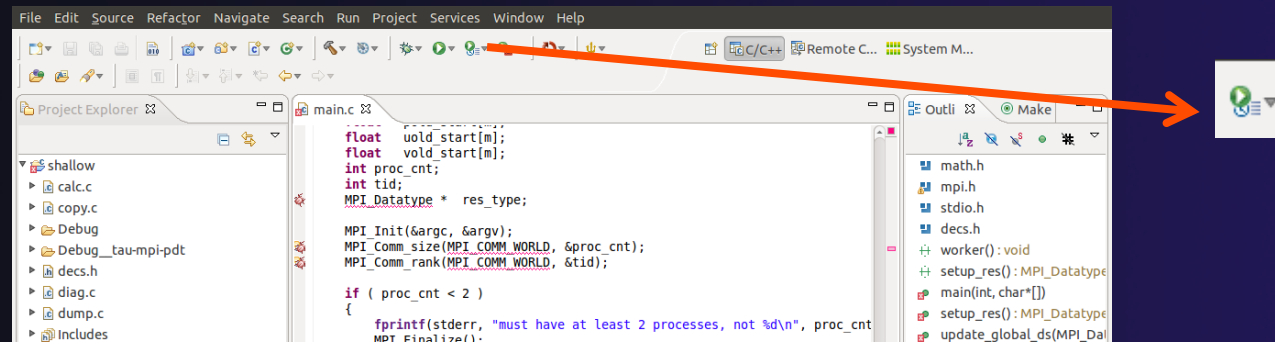 File Edit Source Refactor Navigate Search Run Project Services Window Help
C/C++ Remote C... System M...
Project Explorer
main.c
Outli
Make
float uold_start[m];
float vold_start[m];
int proc_cnt;
int tid;
MPI_Datatype * res_type;
MPI_Init(&argc, &argv);
MPI_Comm_size(MPI_COMM_WORLD, &proc_cnt);
MPI_Comm_rank(MPI_COMM_WORLD, &tid);
if ( proc_cnt < 2 )
{
fprintf(stderr, "must have at least 2 processes, not %d\n", proc_cnt
MPI_Finalize();
shallow
calc.c
copy.c
Debug
Debug__tau-mpi-pdt
decs.h
diag.c
dump.c
Includes
math.h
mpi.h
stdio.h
decs.h
worker() : void
setup_res() : MPI_Datatype
main(int, char*[])
setup_res() : MPI_Datatype
update_global_ds(MPI_Dat